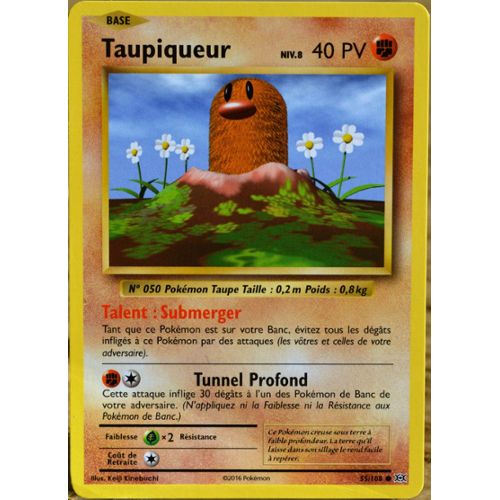 BASE
Taupiqueur NIV.8 40 PV
N° 050 Pokémon Taupe Taille : 0,2 m Poids : 0,8 kg
Talent : Submerger
Tant que ce Pokémon est sur votre Banc, évitez tous les dégâts
infligés à ce Pokémon par des attaques (les vôtres et celles de votre
adversaire).
Tunnel Profond
Cette attaque inflige 30 dégâts à l'un des Pokémon de Banc de
votre adversaire. (N'appliquez ni la Faiblesse ni la Résistance aux
Pokémon de Banc.)
Faiblesse ×2 Résistance
Coût de
Retraite
Ce Pokémon creuse sous terre à
faible profondeur. La terre qu'il
laisse dans son sillage le rend facile
à repérer.
Illus. Keiji Kinebuchi
©2016 Pokémon
55/108